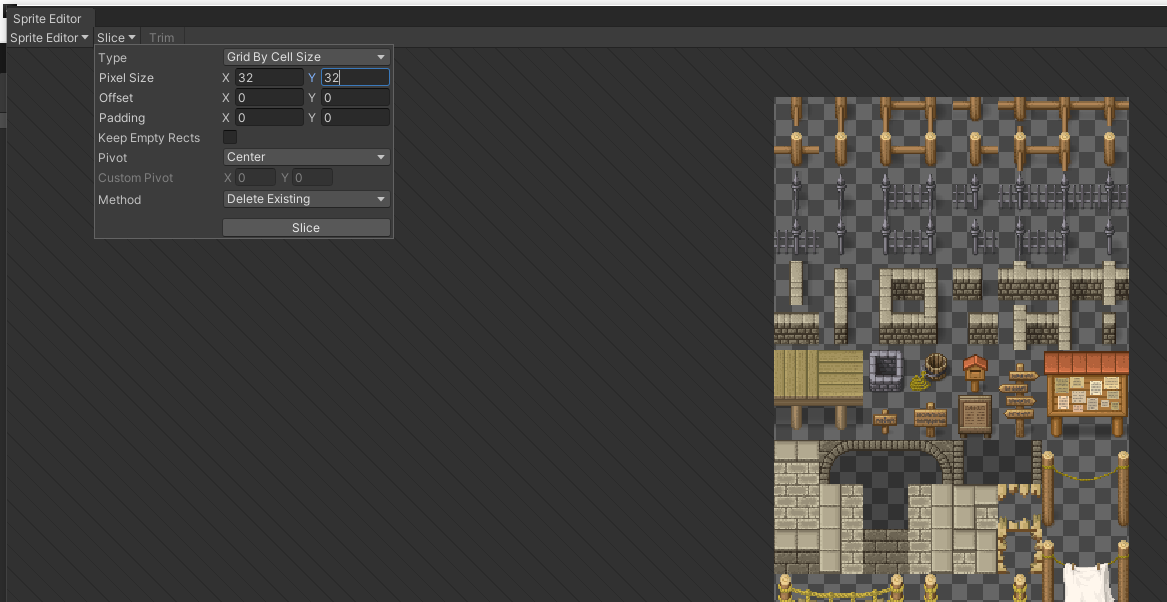 Sprite Editor
Sprite Editor Slice Trim
Type Grid By Cell Size
Pixel Size X 32 Y 32
Offset X 0 Y 0
Padding X 0 Y 0
Keep Empty Rects
Pivot Center
Custom Pivot X 0 Y 0
Method Delete Existing
Slice